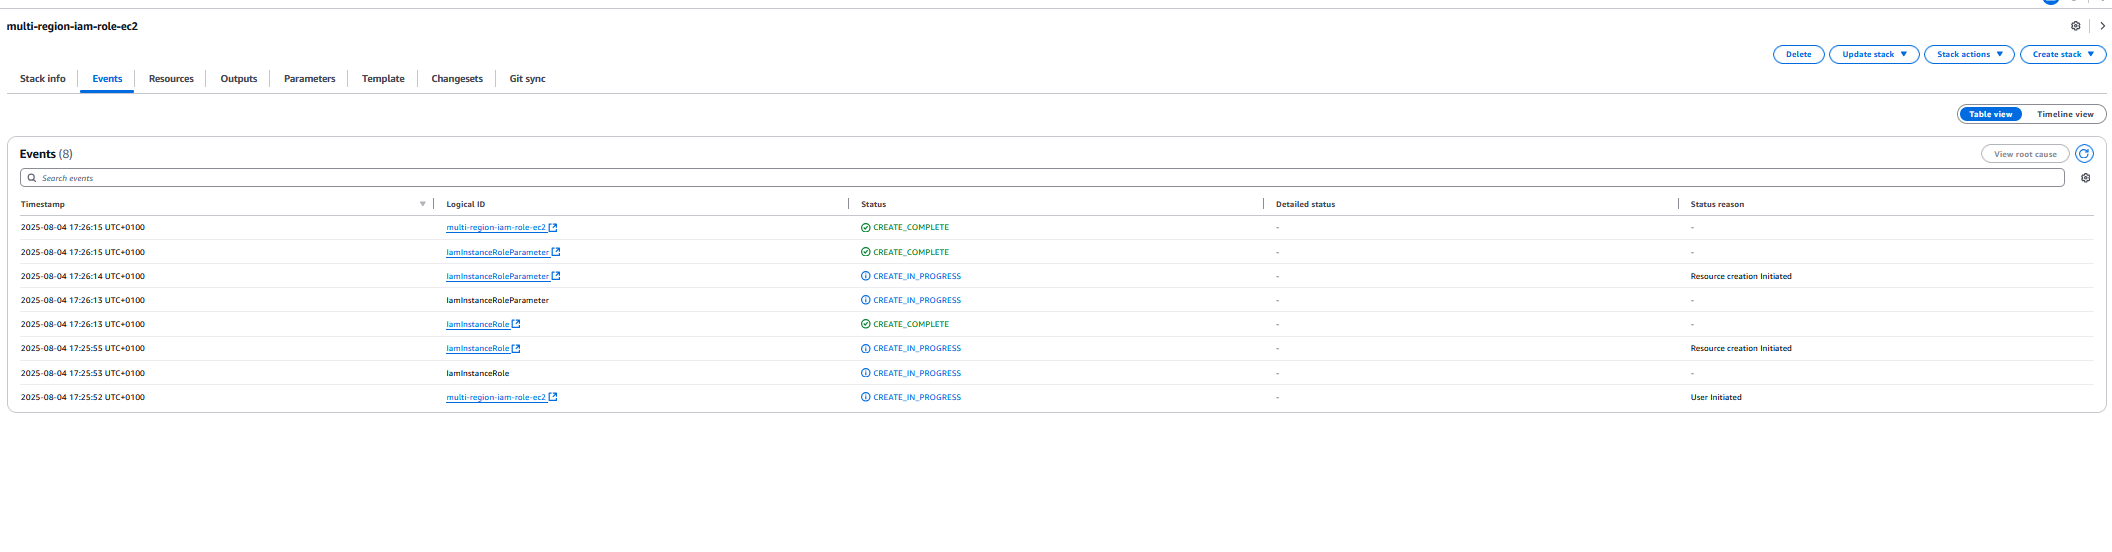 multi-region-iam-role-ec2
Delete Update stack Stack actions Create stack
Stack info Events Resources Outputs Parameters Template Changesets Git sync
Table view Timeline view
Events (8)
View root cause
Search events
Timestamp Logical ID Status Detailed status Status reason
2025-08-04 17:26:15 UTC+0100 multi-region-iam-role-ec2 CREATE_COMPLETE - -
2025-08-04 17:26:15 UTC+0100 IamInstanceRoleParameter CREATE_COMPLETE - -
2025-08-04 17:26:14 UTC+0100 IamInstanceRoleParameter CREATE_IN_PROGRESS - Resource creation Initiated
2025-08-04 17:26:13 UTC+0100 IamInstanceRoleParameter CREATE_IN_PROGRESS - -
2025-08-04 17:26:13 UTC+0100 IamInstanceRole CREATE_COMPLETE - -
2025-08-04 17:25:55 UTC+0100 IamInstanceRole CREATE_IN_PROGRESS - Resource creation Initiated
2025-08-04 17:25:53 UTC+0100 IamInstanceRole CREATE_IN_PROGRESS - -
2025-08-04 17:25:52 UTC+0100 multi-region-iam-role-ec2 CREATE_IN_PROGRESS - User Initiated